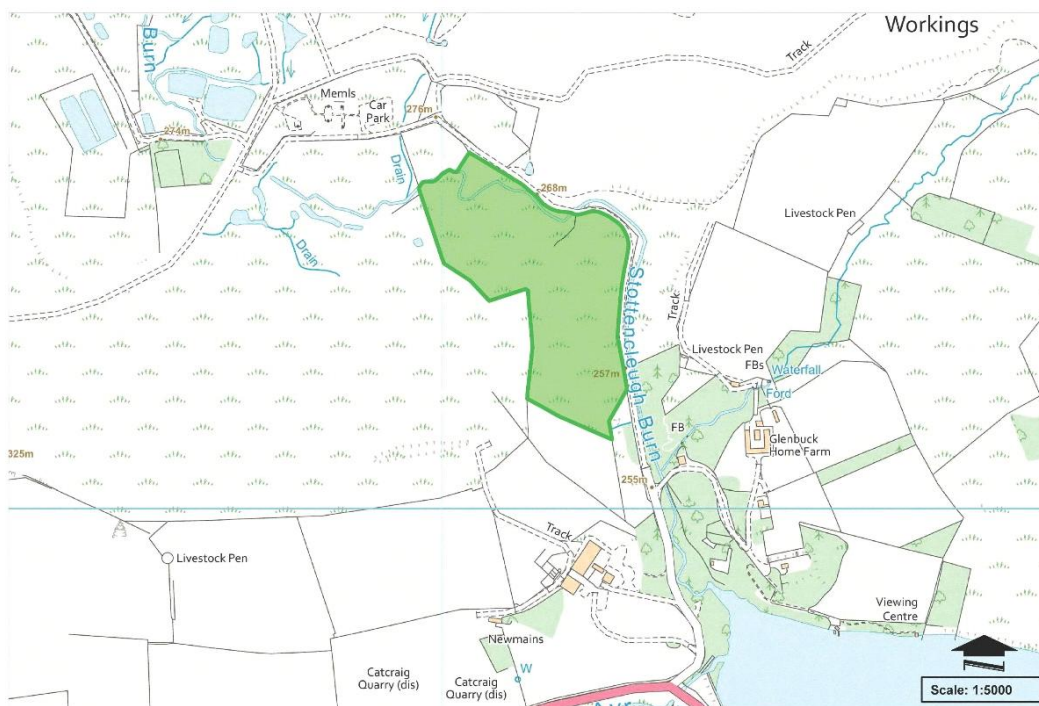 Workings
Burn
Track
Memls
Car
Park
276m
274m
Drain
268m
Drain
Livestock Pen
Track
Stottencleugh Burn
Livestock Pen
FBs
Waterfall
Ford
257m
FB
Glenbuck
Home Farm
325m
255m
Track
Livestock Pen
Viewing
Centre
Newmains
W
Catcraig
Quarry (dis)
Catcraig
Quarry (dis)
Scale: 1:5000